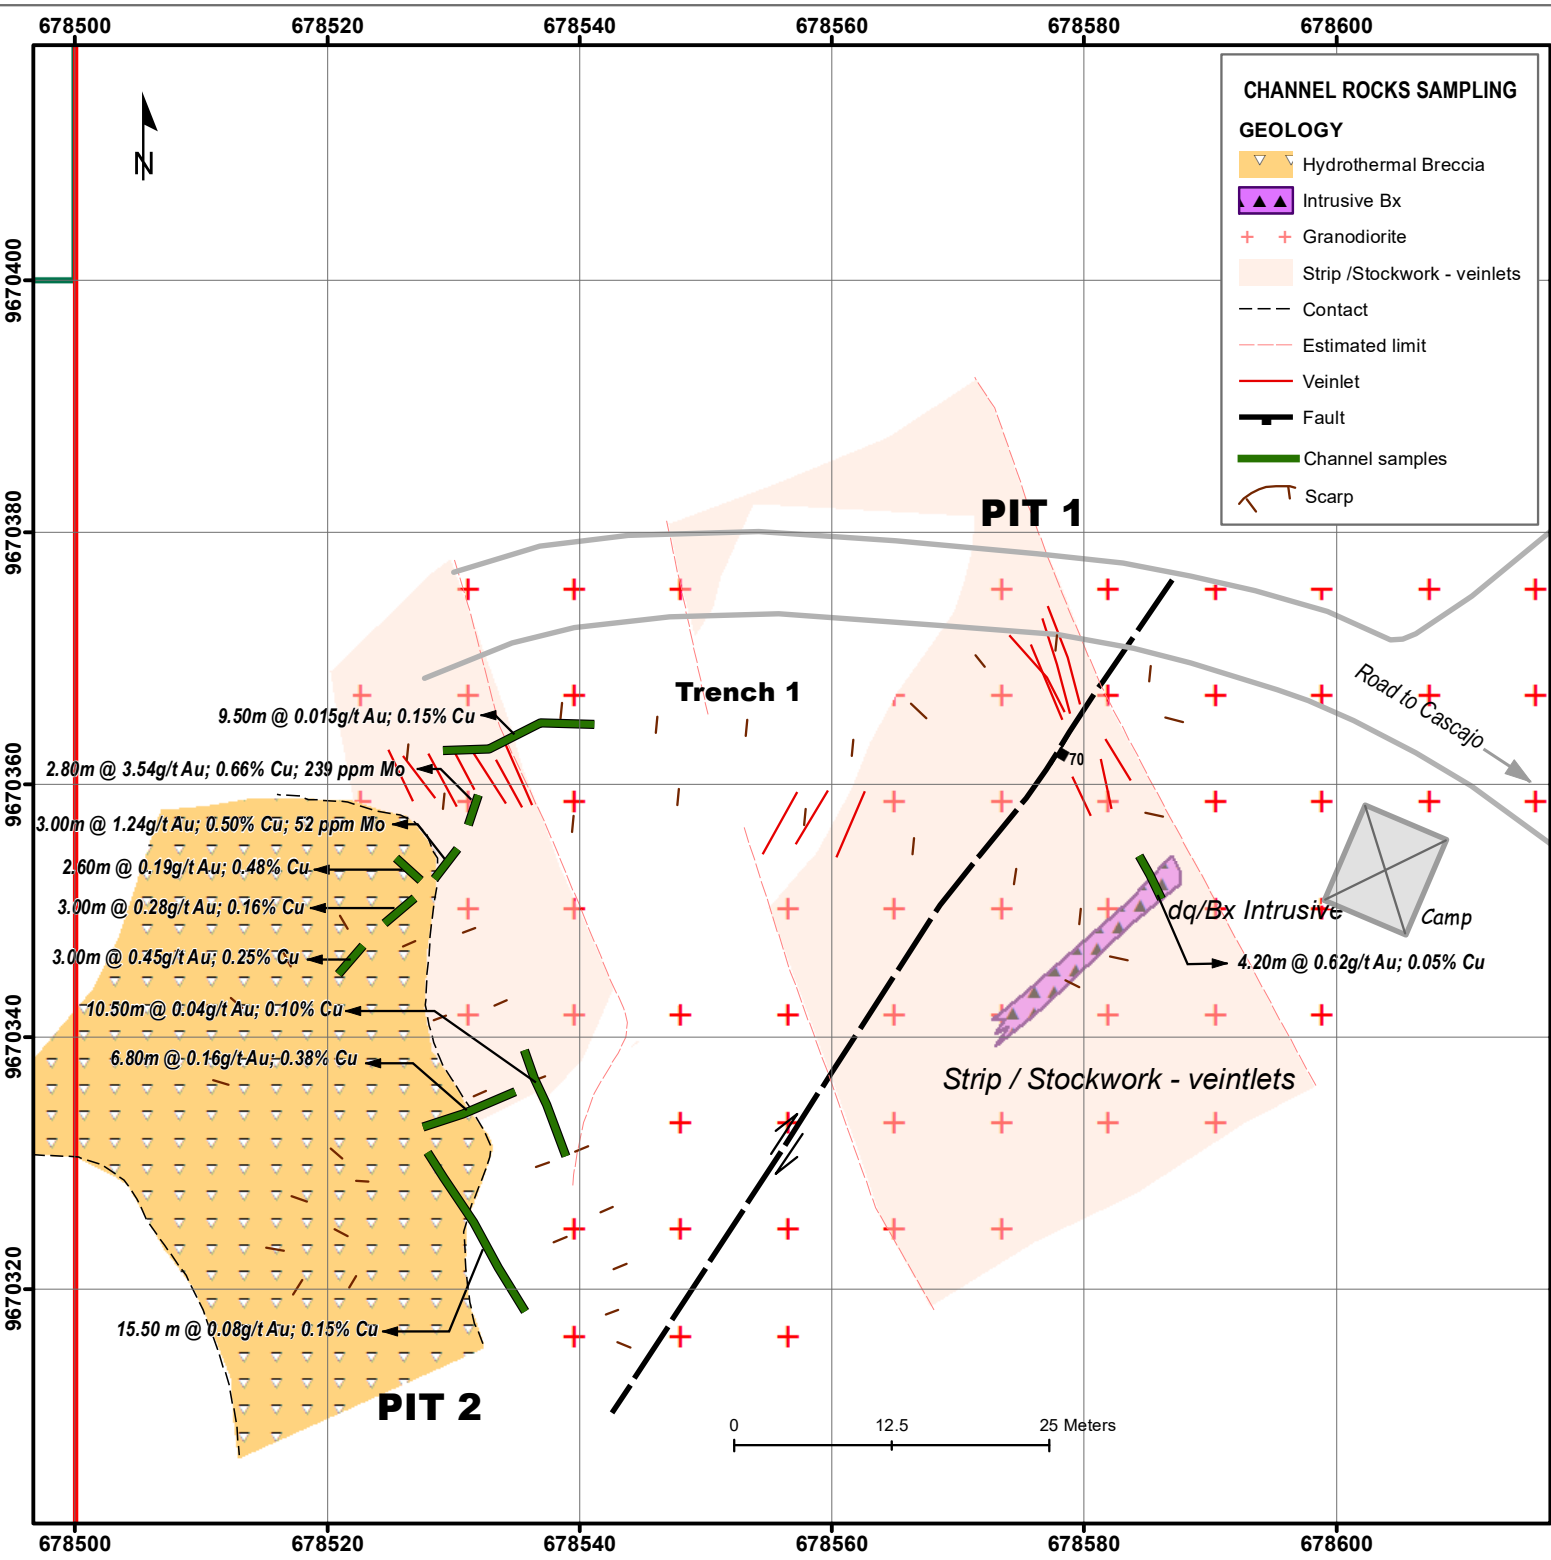 678500 678520 678540 678560 678580 678600
CHANNEL ROCKS SAMPLING
GEOLOGY
Hydrothermal Breccia
Intrusive Bx
Granodiorite
Strip /Stockwork - veinlets
Contact
Estimated limit
Veinlet
Fault
Channel samples
Scarp
N
9670400
9670380
9670360
9670340
9670320
PIT 1
Trench 1
Road to Cascajo
9.50m @ 0.015g/t Au; 0.15% Cu
70
2.80m @ 3.54g/t Au; 0.66% Cu; 239 ppm Mo
3.00m @ 1.24g/t Au; 0.50% Cu; 52 ppm Mo
2.60m @ 0.19g/t Au; 0.48% Cu
3.00m @ 0.28g/t Au; 0.16% Cu
dq/Bx Intrusive
Camp
3.00m @ 0.45g/t Au; 0.25% Cu
4.20m @ 0.62g/t Au; 0.05% Cu
10.50m @ 0.04g/t Au; 0.10% Cu
6.80m @ 0.16g/t Au; 0.38% Cu
Strip / Stockwork - veintlets
15.50 m @ 0.08g/t Au; 0.15% Cu
PIT 2
0 12.5 25 Meters
678500 678520 678540 678560 678580 678600